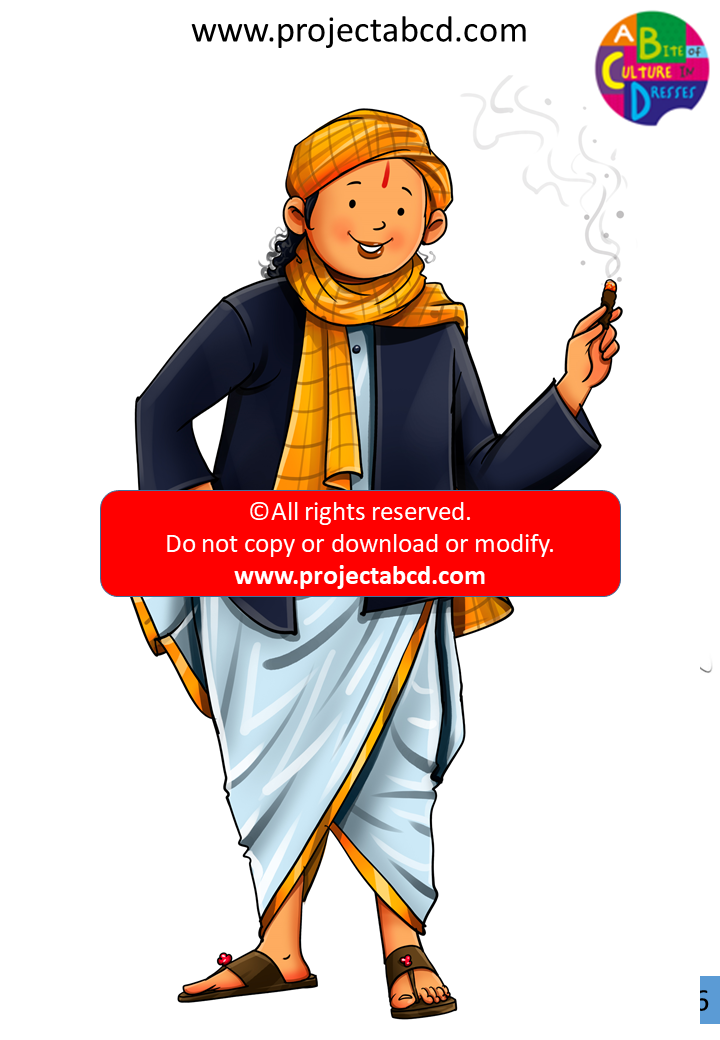 www.projectabcd.com
A BITE OF
CULTURE IN
DRESSES
©All rights reserved.
Do not copy or download or modify.
www.projectabcd.com
6